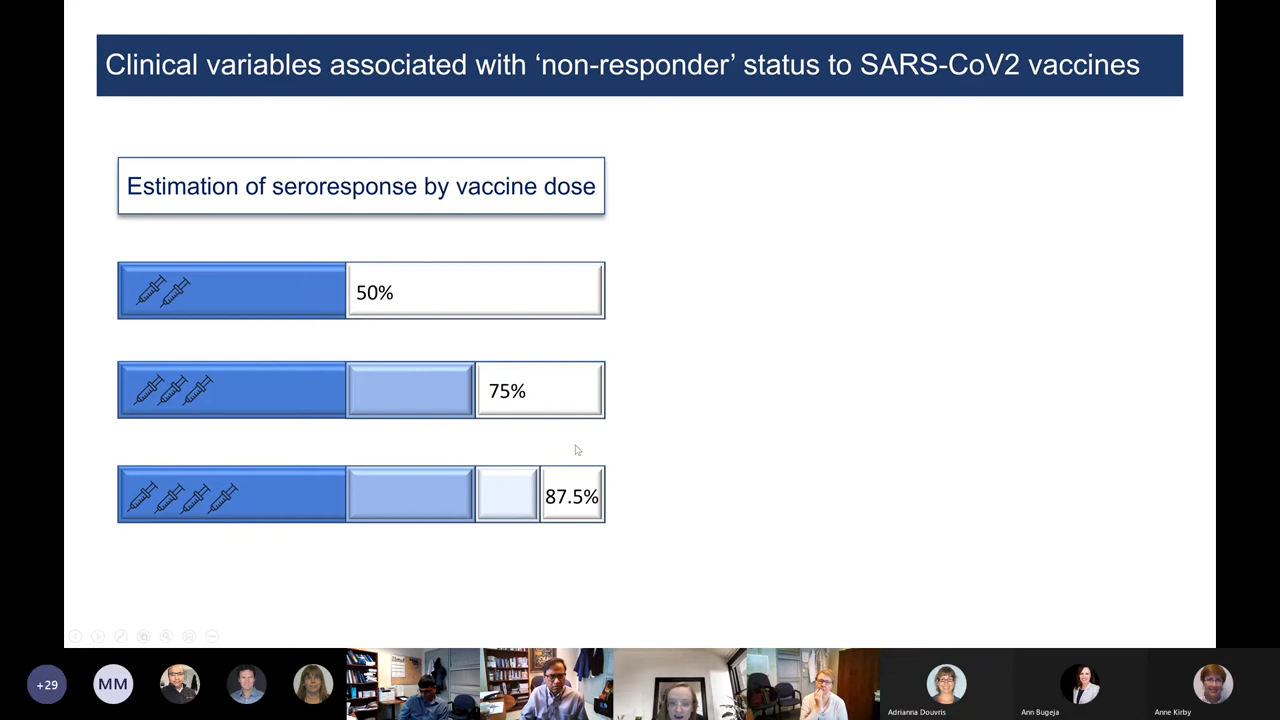 Clinical variables associated with ‘non-responder’ status to SARS-CoV2 vaccines
Estimation of seroresponse by vaccine dose
50%
75%
87.5%
+29
MM
Adrianna Douvris
Ann Bugeja
Anne Kirby